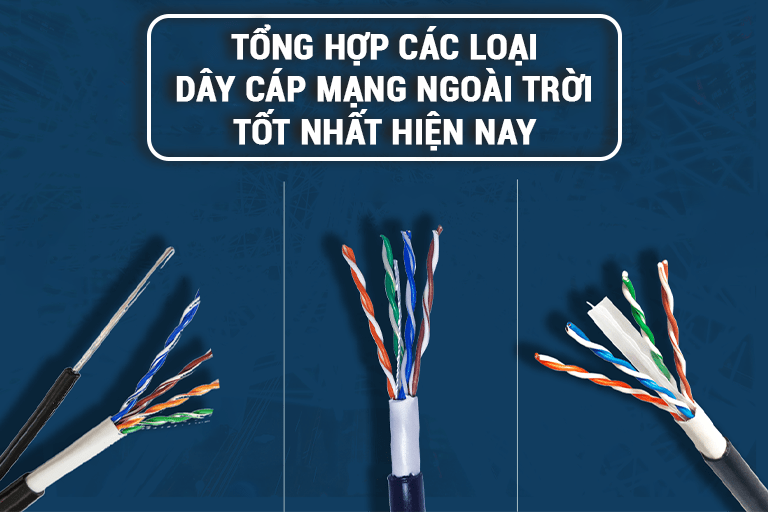 TỔNG HỢP CÁC LOẠI
DÂY CÁP MẠNG NGOÀI TRỜI
TỐT NHẤT HIỆN NAY